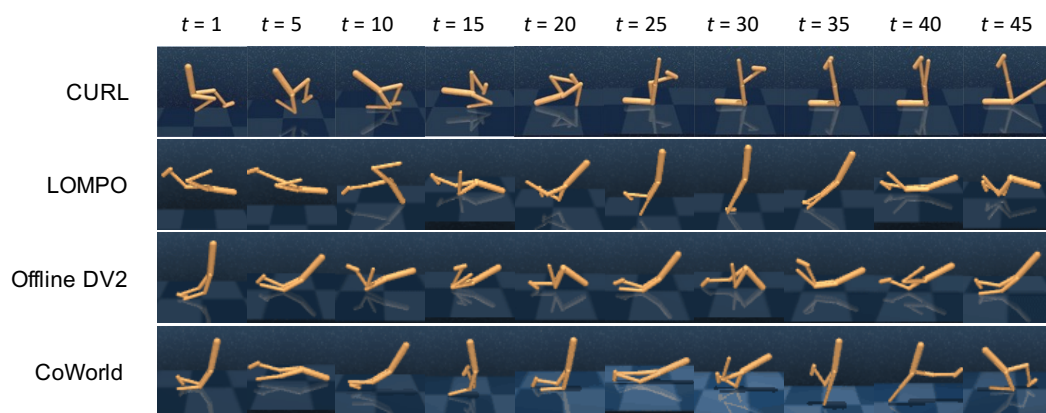 t = 1 t = 5 t = 10 t = 15 t = 20 t = 25 t = 30 t = 35 t = 40 t = 45
CURL
LOMPO
Offline DV2
CoWorld